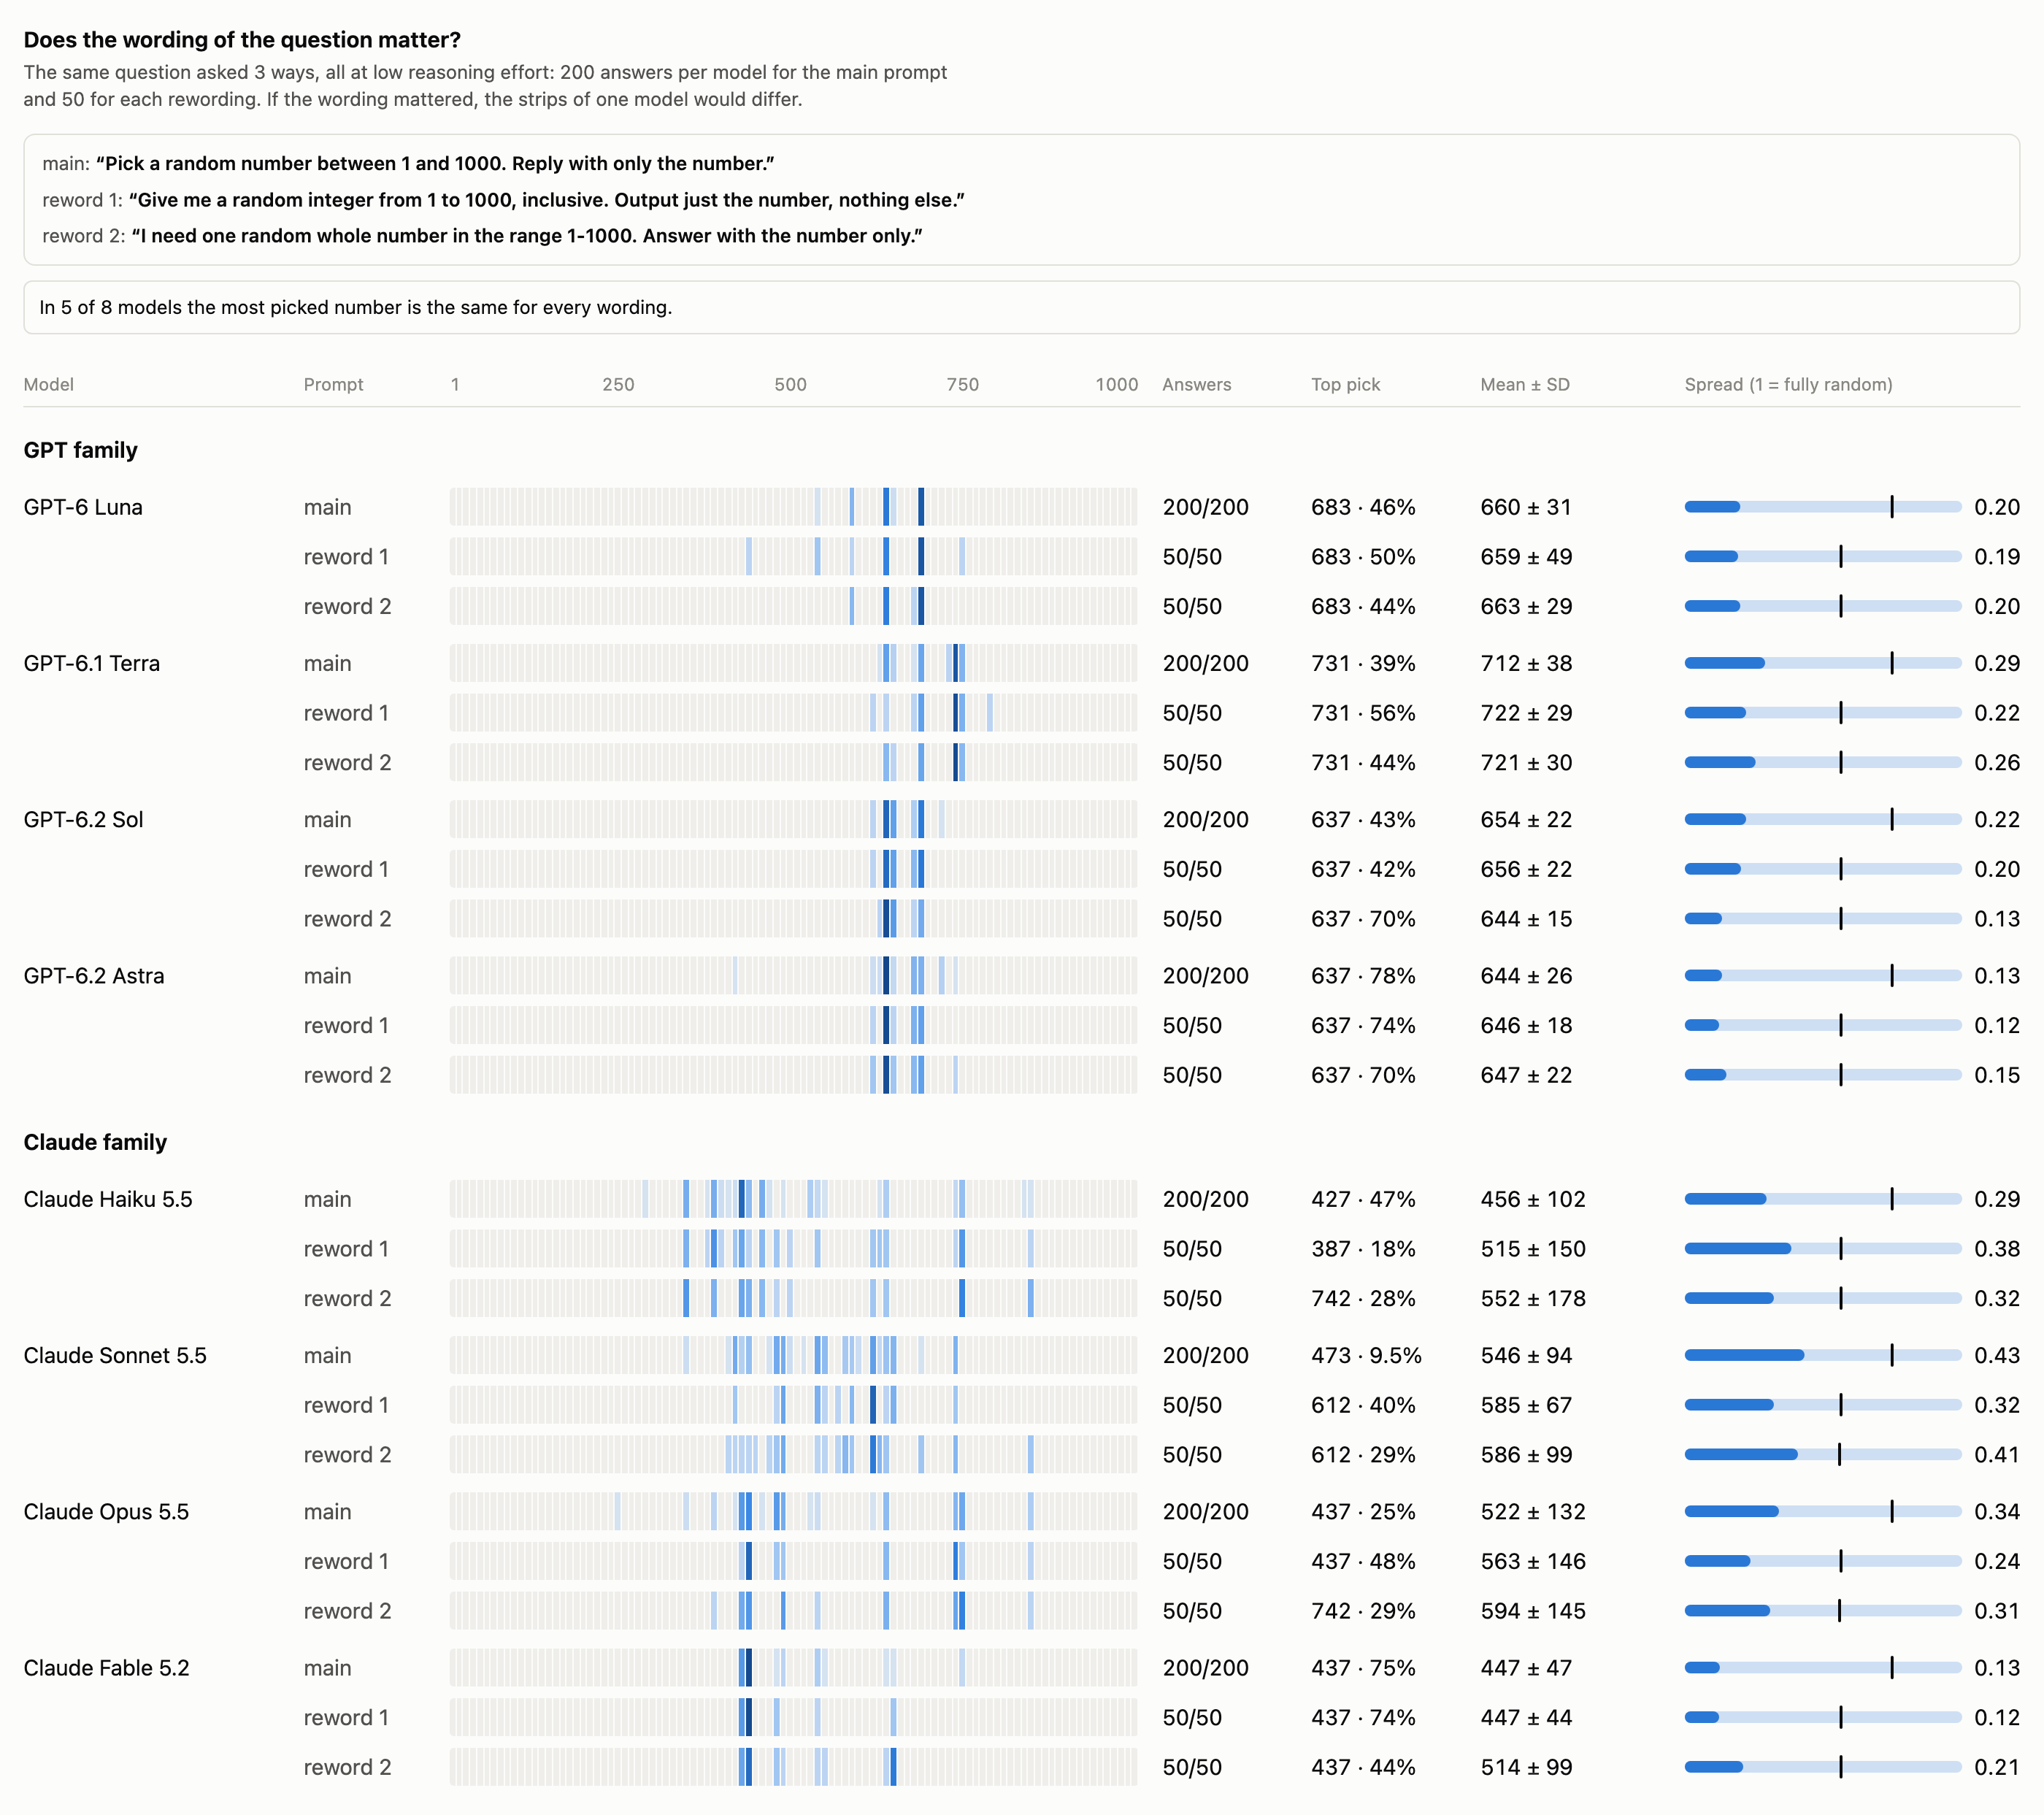 Does the wording of the question matter?
The same question asked 3 ways, all at low reasoning effort: 200 answers per model for the main prompt
and 50 for each rewording. If the wording mattered, the strips of one model would differ.
main: “Pick a random number between 1 and 1000. Reply with only the number.”
reword 1: “Give me a random integer from 1 to 1000, inclusive. Output just the number, nothing else.”
reword 2: “I need one random whole number in the range 1-1000. Answer with the number only.”
In 5 of 8 models the most picked number is the same for every wording.
Model Prompt 1 250 500 750 1000 Answers Top pick Mean ± SD Spread (1 = fully random)
GPT family
GPT-6 Luna main 200/200 683 · 46% 660 ± 31 0.20
reword 1 50/50 683 · 50% 659 ± 49 0.19
reword 2 50/50 683 · 44% 663 ± 29 0.20
GPT-6.1 Terra main 200/200 731 · 39% 712 ± 38 0.29
reword 1 50/50 731 · 56% 722 ± 29 0.22
reword 2 50/50 731 · 44% 721 ± 30 0.26
GPT-6.2 Sol main 200/200 637 · 43% 654 ± 22 0.22
reword 1 50/50 637 · 42% 656 ± 22 0.20
reword 2 50/50 637 · 70% 644 ± 15 0.13
GPT-6.2 Astra main 200/200 637 · 78% 644 ± 26 0.13
reword 1 50/50 637 · 74% 646 ± 18 0.12
reword 2 50/50 637 · 70% 647 ± 22 0.15
Claude family
Claude Haiku 5.5 main 200/200 427 · 47% 456 ± 102 0.29
reword 1 50/50 387 · 18% 515 ± 150 0.38
reword 2 50/50 742 · 28% 552 ± 178 0.32
Claude Sonnet 5.5 main 200/200 473 · 9.5% 546 ± 94 0.43
reword 1 50/50 612 · 40% 585 ± 67 0.32
reword 2 50/50 612 · 29% 586 ± 99 0.41
Claude Opus 5.5 main 200/200 437 · 25% 522 ± 132 0.34
reword 1 50/50 437 · 48% 563 ± 146 0.24
reword 2 50/50 742 · 29% 594 ± 145 0.31
Claude Fable 5.2 main 200/200 437 · 75% 447 ± 47 0.13
reword 1 50/50 437 · 74% 447 ± 44 0.12
reword 2 50/50 437 · 44% 514 ± 99 0.21